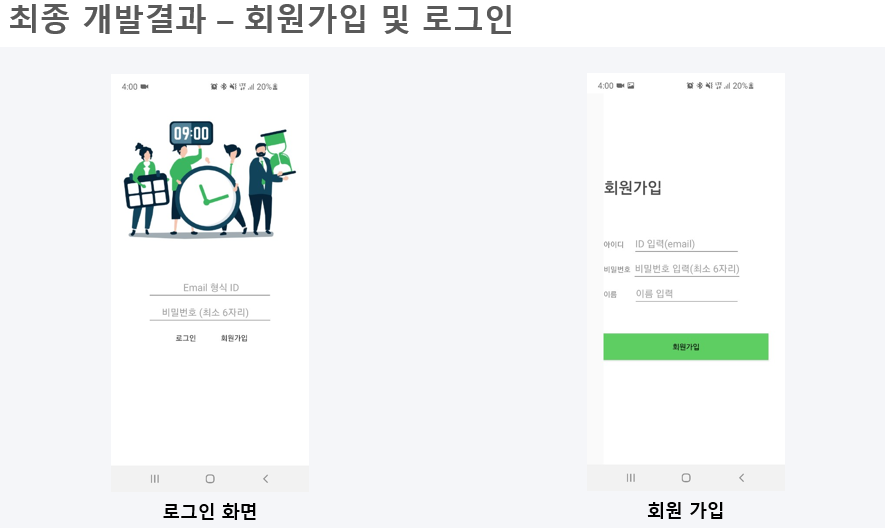 최종 개발결과 – 회원가입 및 로그인
4:00
20%
09:00
Email 형식 ID
비밀번호 (최소 6자리)
로그인 회원가입
로그인 화면
4:00
20%
회원가입
아이디 ID 입력(email)
비밀번호 비밀번호 입력(최소 6자리)
이름 이름 입력
회원가입
회원 가입